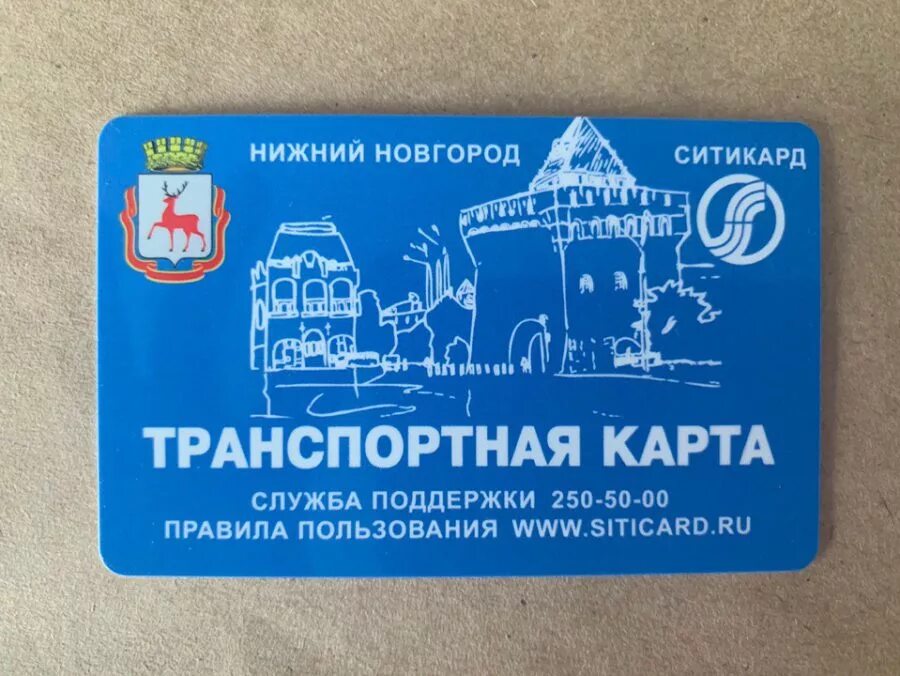 НИЖНИЙ НОВГОРОД СИТИКАРД
ТРАНСПОРТНАЯ КАРТА
СЛУЖБА ПОДДЕРЖКИ 250-50-00
ПРАВИЛА ПОЛЬЗОВАНИЯ WWW.SITICARD.RU